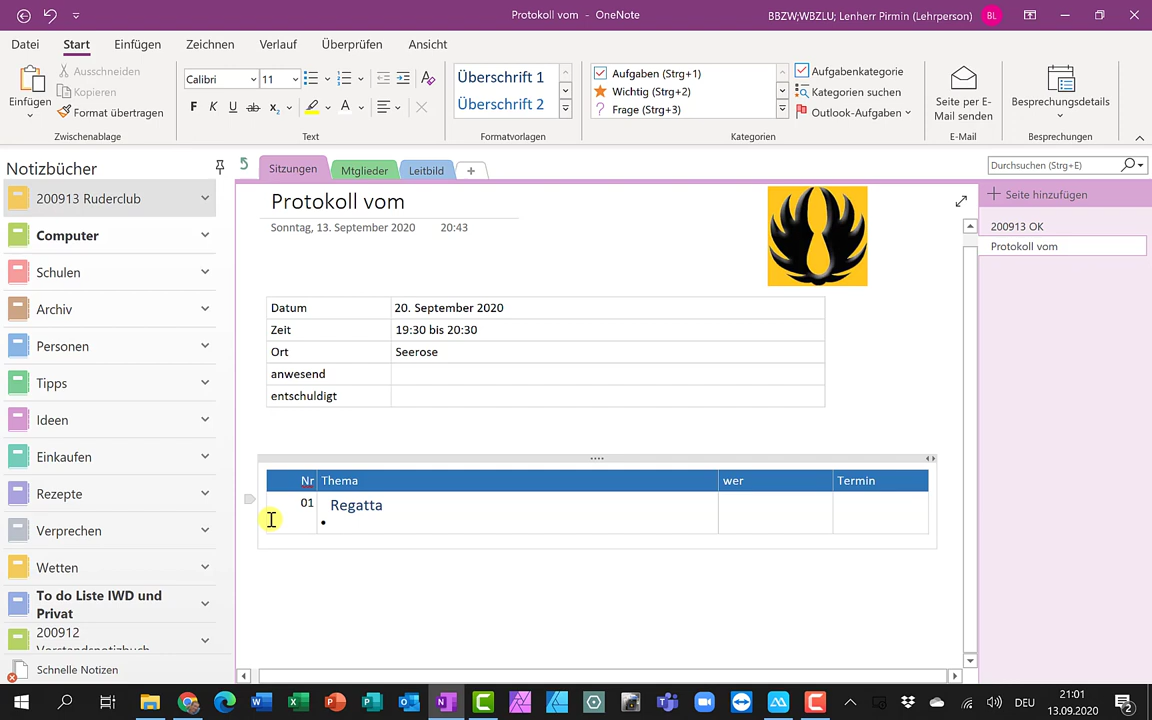 Protokoll vom - OneNote
BBZW;WBZLU; Lenherr Pirmin (Lehrperson)
BL
Datei Start Einfügen Zeichnen Verlauf Überprüfen Ansicht
Einfügen
Ausschneiden
Kopieren
Format übertragen
Zwischenablage
Calibri 11
F K U ab x₂ A
Text
Überschrift 1
Überschrift 2
Formatvorlagen
Aufgaben (Strg+1)
Wichtig (Strg+2)
? Frage (Strg+3)
Aufgabenkategorie
Kategorien suchen
Outlook-Aufgaben
Kategorien
Seite per E-
Mail senden
E-Mail
Besprechungsdetails
Besprechungen
Notizbücher
200913 Ruderclub
Computer
Schulen
Archiv
Personen
Tipps
Ideen
Einkaufen
Rezepte
Verprechen
Wetten
To do Liste IWD und
Privat
200912
Vorstandsnotizbuch
Schnelle Notizen
Sitzungen Mtglieder Leitbild +
Durchsuchen (Strg+E)
Protokoll vom
Sonntag, 13. September 2020 20:43
Datum 20. September 2020
Zeit 19:30 bis 20:30
Ort Seerose
anwesend
entschuldigt
Nr Thema wer Termin
01 Regatta
•
Seite hinzufügen
200913 OK
Protokoll vom
DEU
21:01
13.09.2020
2